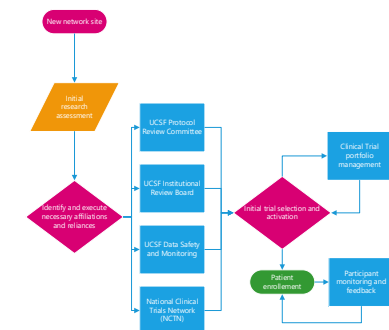 New network site
Initial
research
assessment
Identify and execute
necessary affiliations
and reliances
UCSF Protocol
Review Committee
UCSF Institutional
Review Board
UCSF Data Safety
and Monitoring
National Clinical
Trials Network
(NCTN)
Initial trial selection and
activation
Clinical Trial
portfolio
management
Patient
enrollement
Participant
monitoring and
feedback